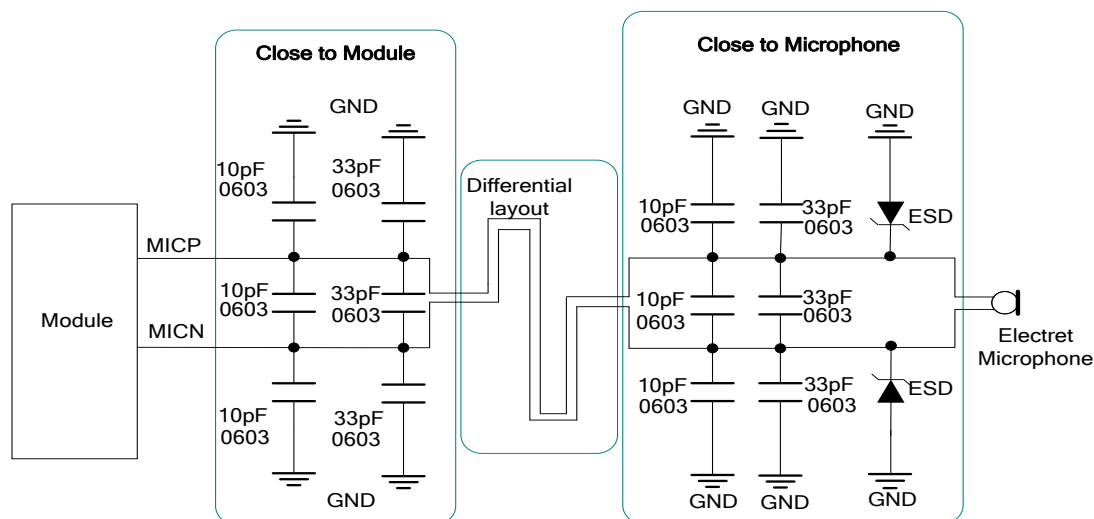 Close to Module
Close to Microphone
GND
GND
GND
GND
10pF
0603
33pF
0603
Differential
layout
10pF
0603
33pF
0603
ESD
MICP
10pF
0603
33pF
0603
10pF
0603
33pF
0603
Module
MICN
Electret
Microphone
10pF
0603
33pF
0603
10pF
0603
33pF
0603
ESD
GND
GND
GND
GND